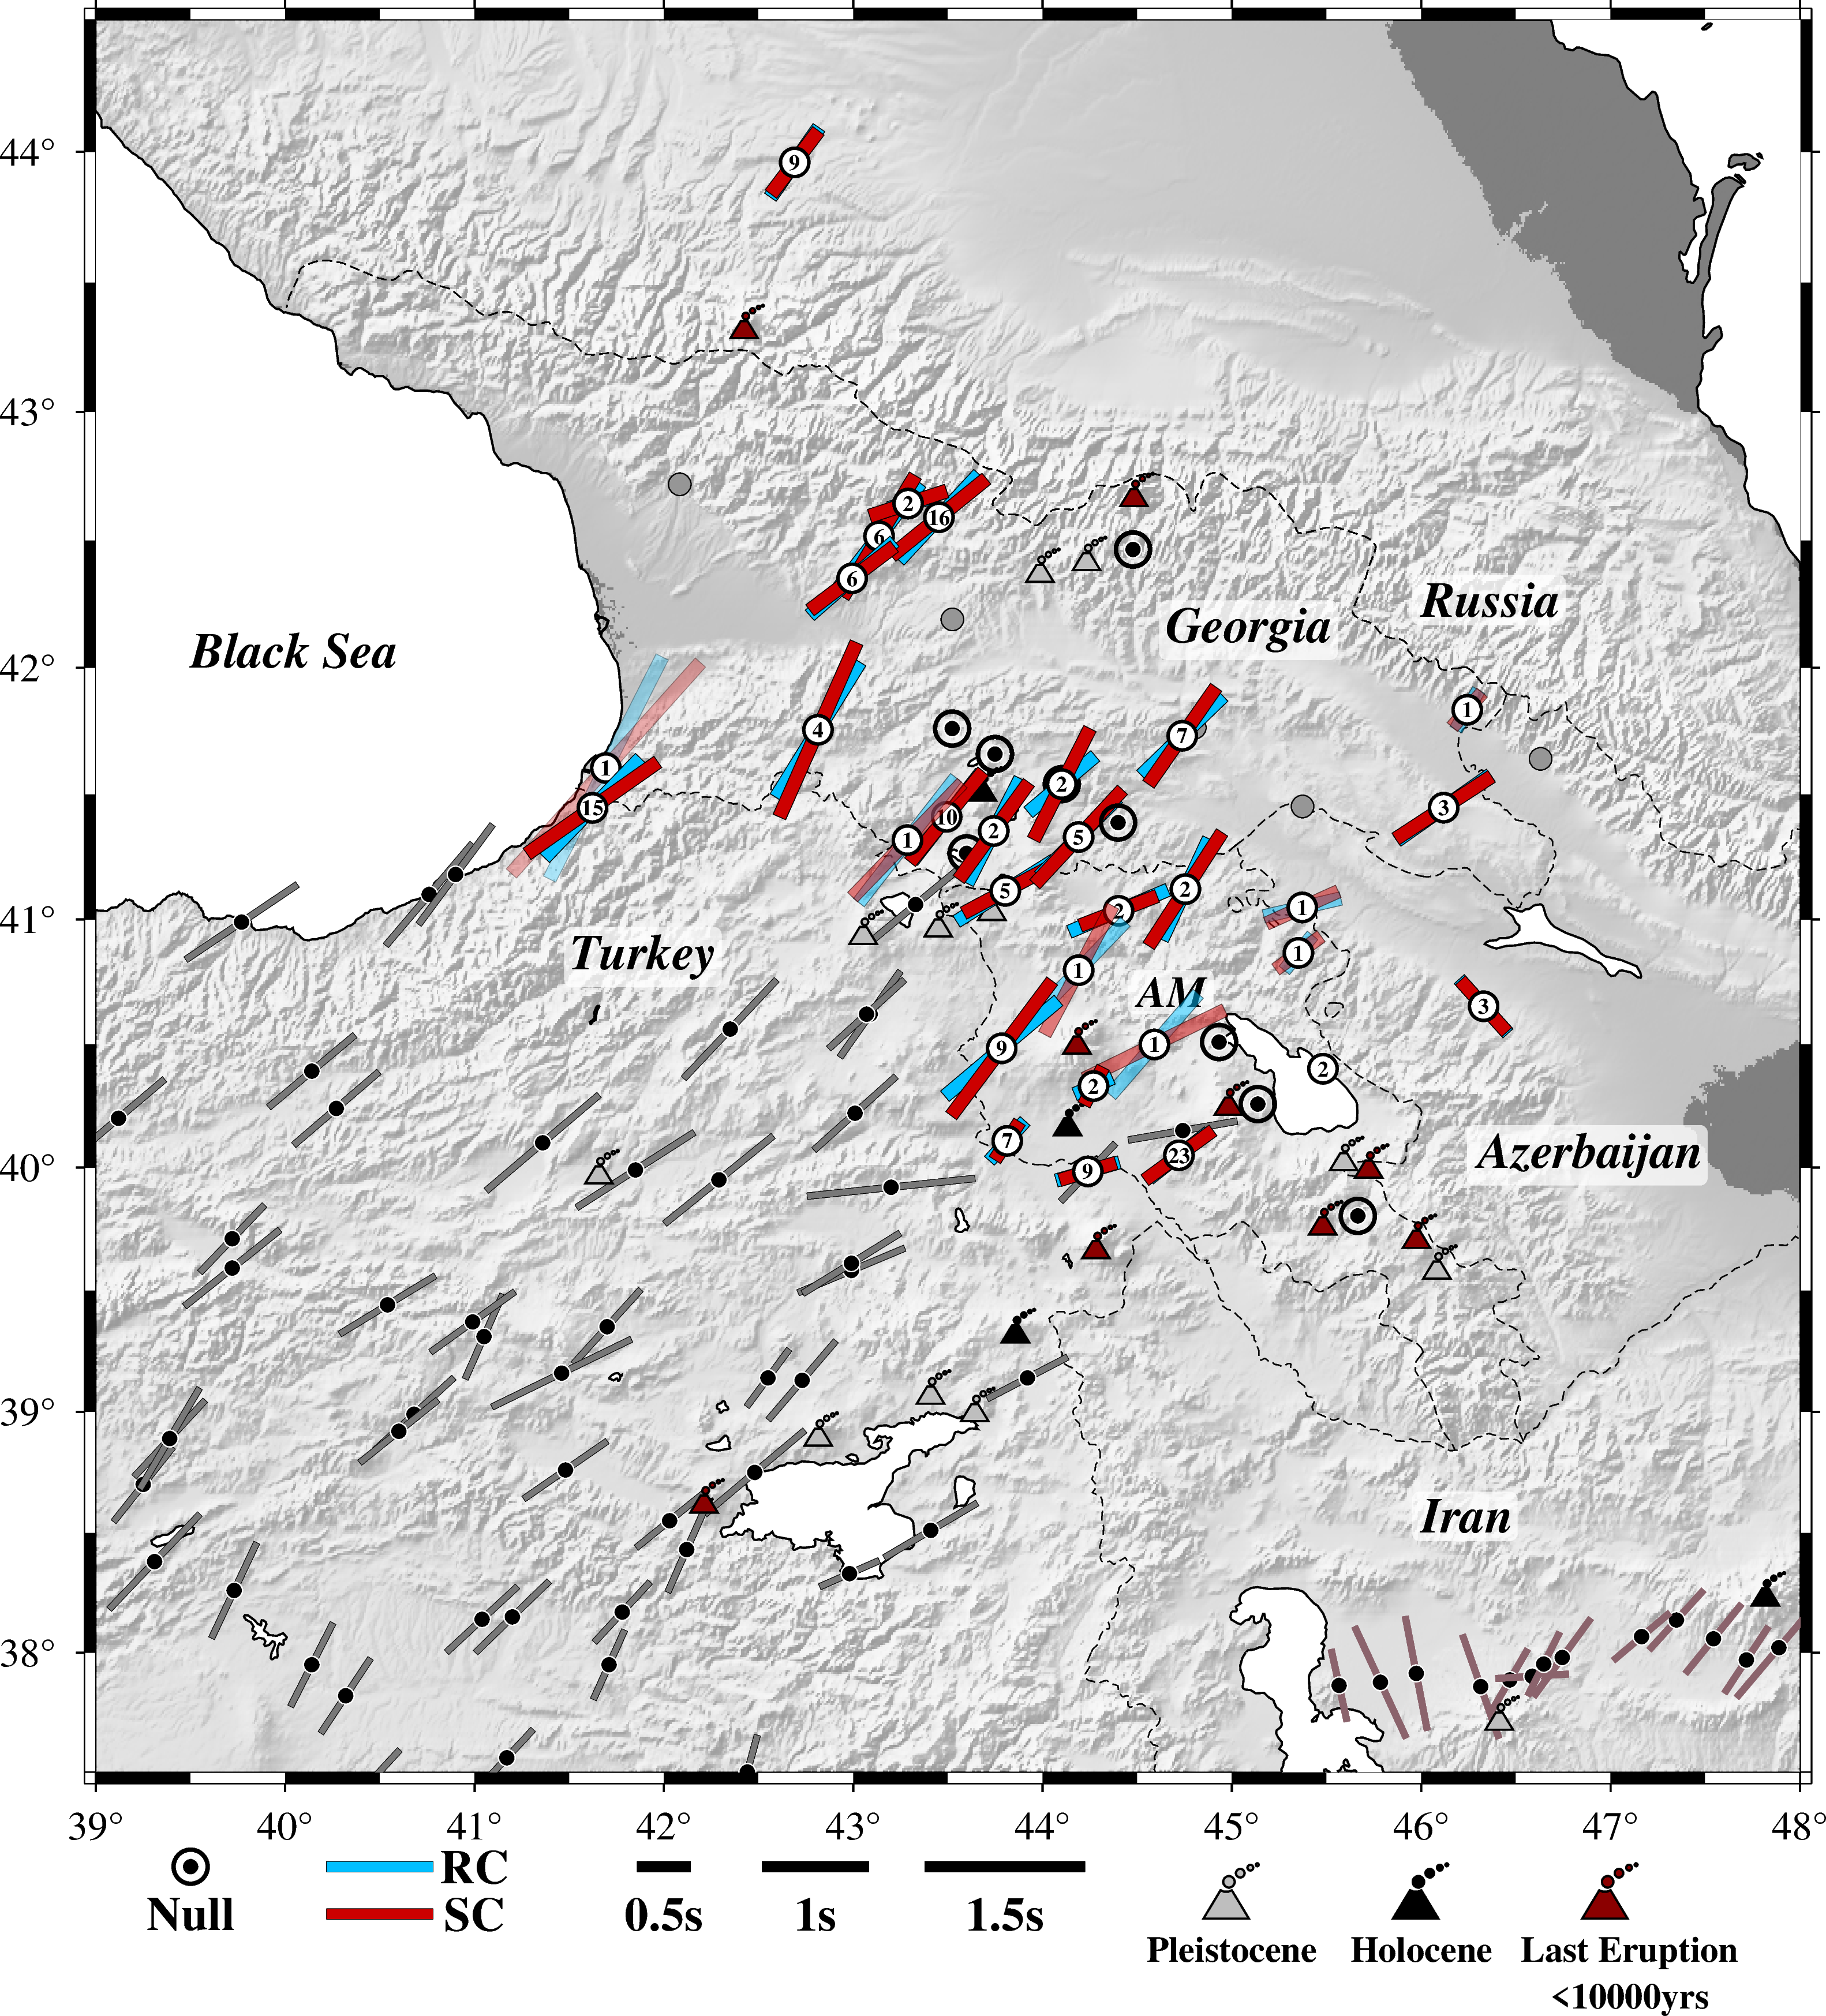 44°
9
43°
2
16
6
6
Russia
Georgia
Black Sea
42°
1
4
7
1
2
15
3
10
2
1
5
5
2
41°
2
1
Turkey
1
1
AM
3
9
1
2
2
7
Azerbaijan
40°
9
23
39°
Iran
38°
39°
40°
41°
42°
43°
44°
45°
46°
47°
48°
RC
Null
SC
0.5s
1s
1.5s
Pleistocene
Holocene
Last Eruption
<10000yrs